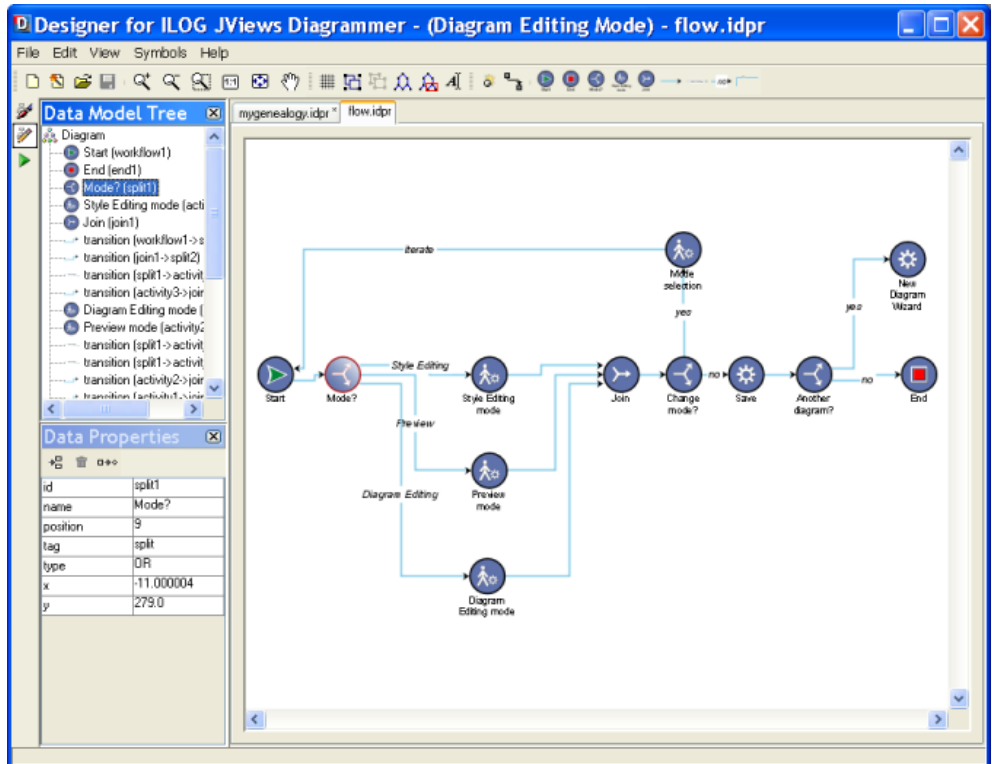 Designer for ILOG JViews Diagrammer - (Diagram Editing Mode) - flow.idpr
File Edit View Symbols Help
1:1
Data Model Tree
Diagram
Start (workflow1)
End (end1)
Mode? (split1)
Style Editing mode (acti
Join (join1)
transition (workflow1->s
transition (join1->split2)
transition (split1->activit
transition (activity3->joir
Diagram Editing mode (
Preview mode (activity2
transition (split1->activit
transition (split1->activit
transition (activity2->joir
transition (activity1->joir
Data Properties
id split1
name Mode?
position 9
tag split
type OR
x -11.000004
y 279.0
mygenealogy.idpr *
flow.idpr
Iterate
Mode
selection
yes
New
Diagram
Wizard
yes
Start
Mode?
Style Editing
Style Editing
mode
Join
Change
mode?
no
Save
Another
diagram?
no
End
Preview
Preview
mode
Diagram Editing
Diagram
Editing mode